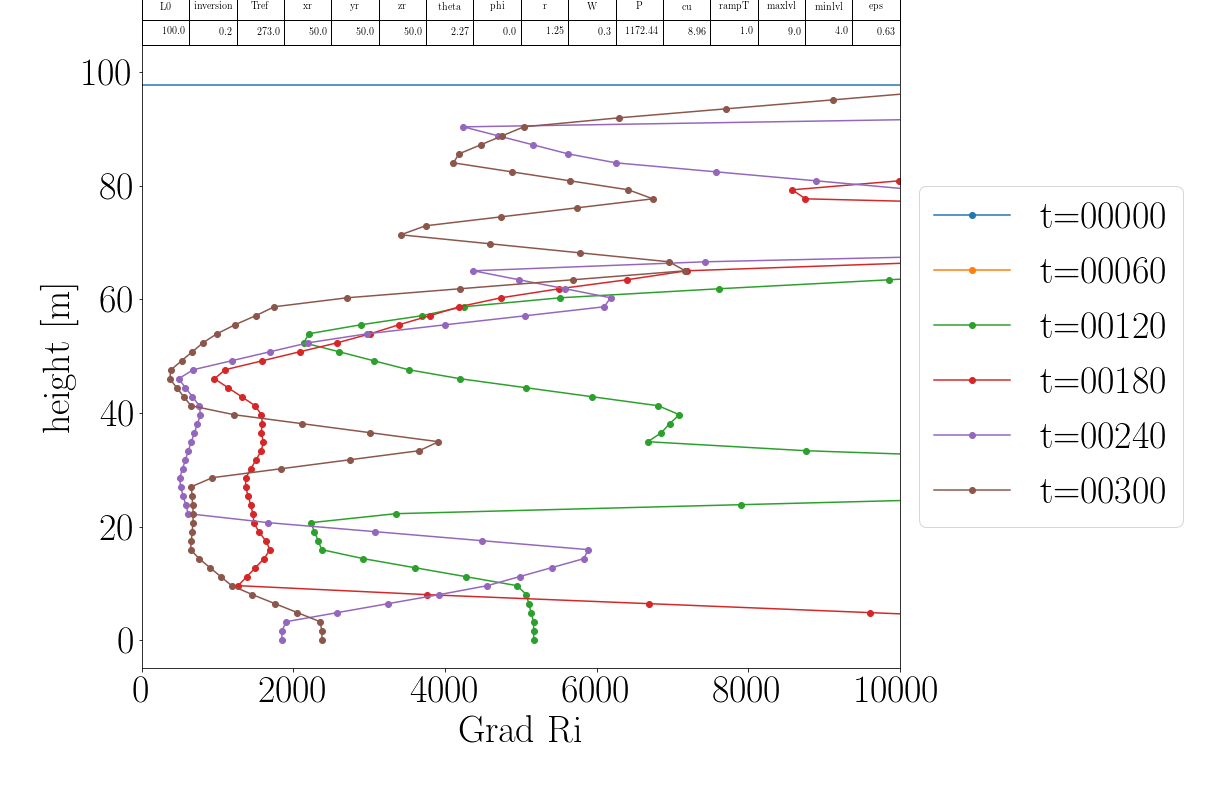 L0 inversion Tref xr yr zr theta phi r W P cu rampT maxlvl minlvl eps
100.0 0.2 273.0 50.0 50.0 50.0 2.27 0.0 1.25 0.3 1172.44 8.96 1.0 9.0 4.0 0.63
100
80
60
40
20
0
height [m]
0 2000 4000 6000 8000 10000
Grad Ri
t=00000
t=00060
t=00120
t=00180
t=00240
t=00300